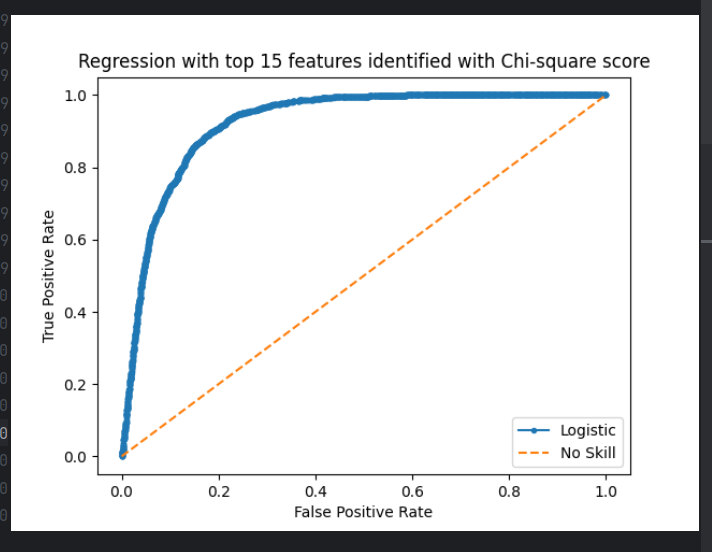 Regression with top 15 features identified with Chi-square score
1.0
0.8
0.6
0.4
0.2
0.0
True Positive Rate
Logistic
No Skill
0.0 0.2 0.4 0.6 0.8 1.0
False Positive Rate